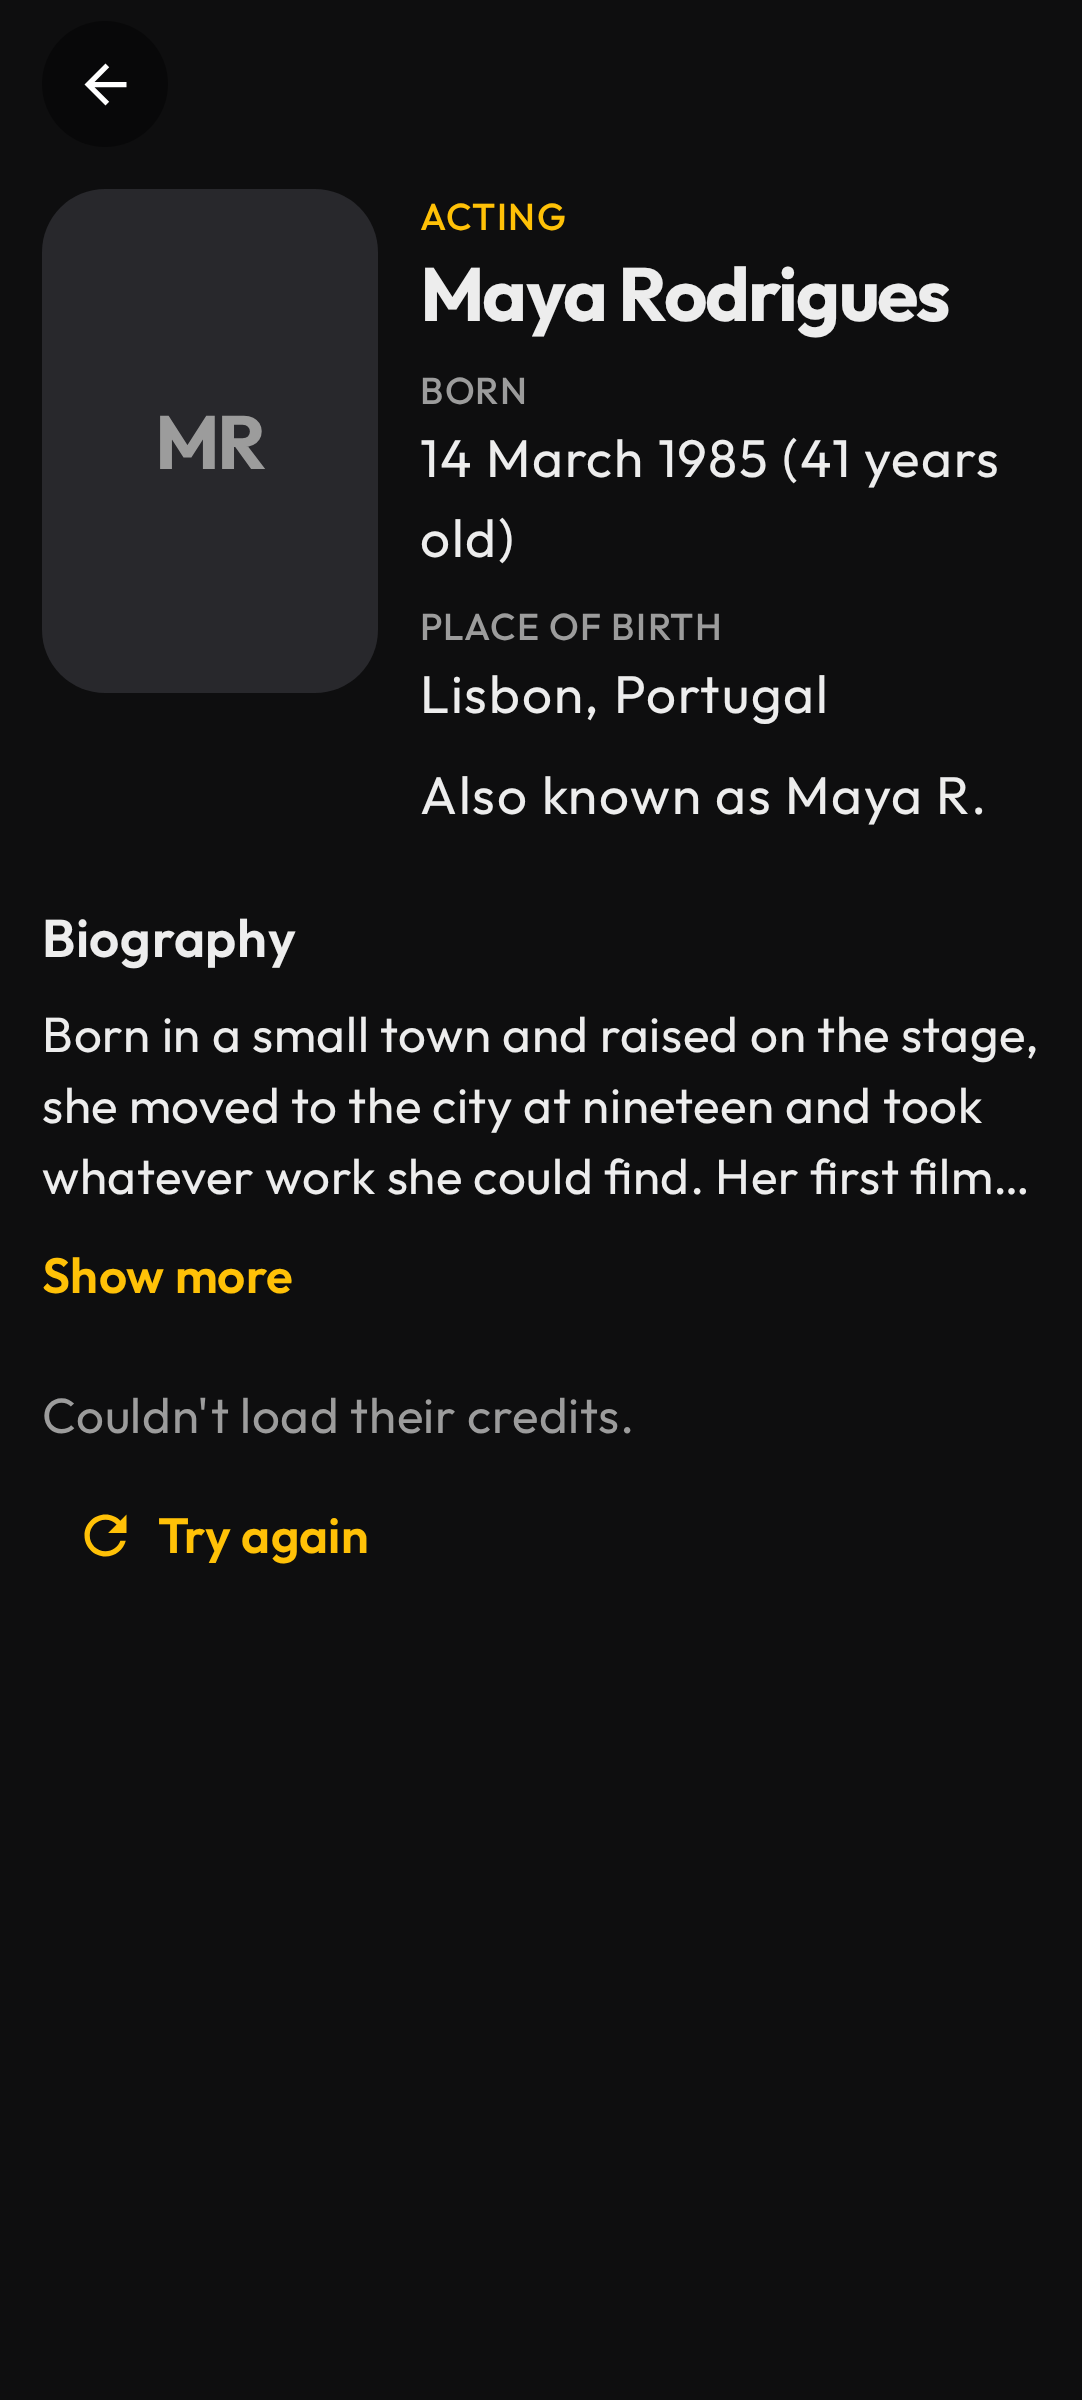 ACTING
Maya Rodrigues
MR
BORN
14 March 1985 (41 years
old)
PLACE OF BIRTH
Lisbon, Portugal
Also known as Maya R.
Biography
Born in a small town and raised on the stage,
she moved to the city at nineteen and took
whatever work she could find. Her first film…
Show more
Couldn't load their credits.
Try again